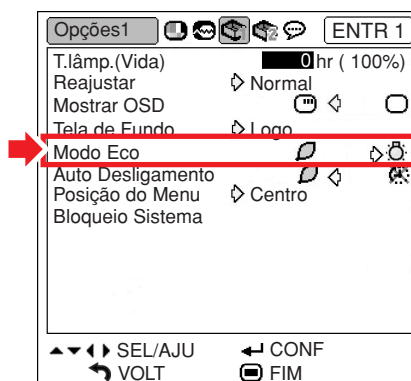 Opções1 ENTR 1
T.lâmp.(Vida) 0 hr ( 100%)
Reajustar Normal
Mostrar OSD
Tela de Fundo Logo
Modo Eco
Auto Desligamento
Posição do Menu Centro
Bloqueio Sistema
SEL/AJU CONF
VOLT FIM